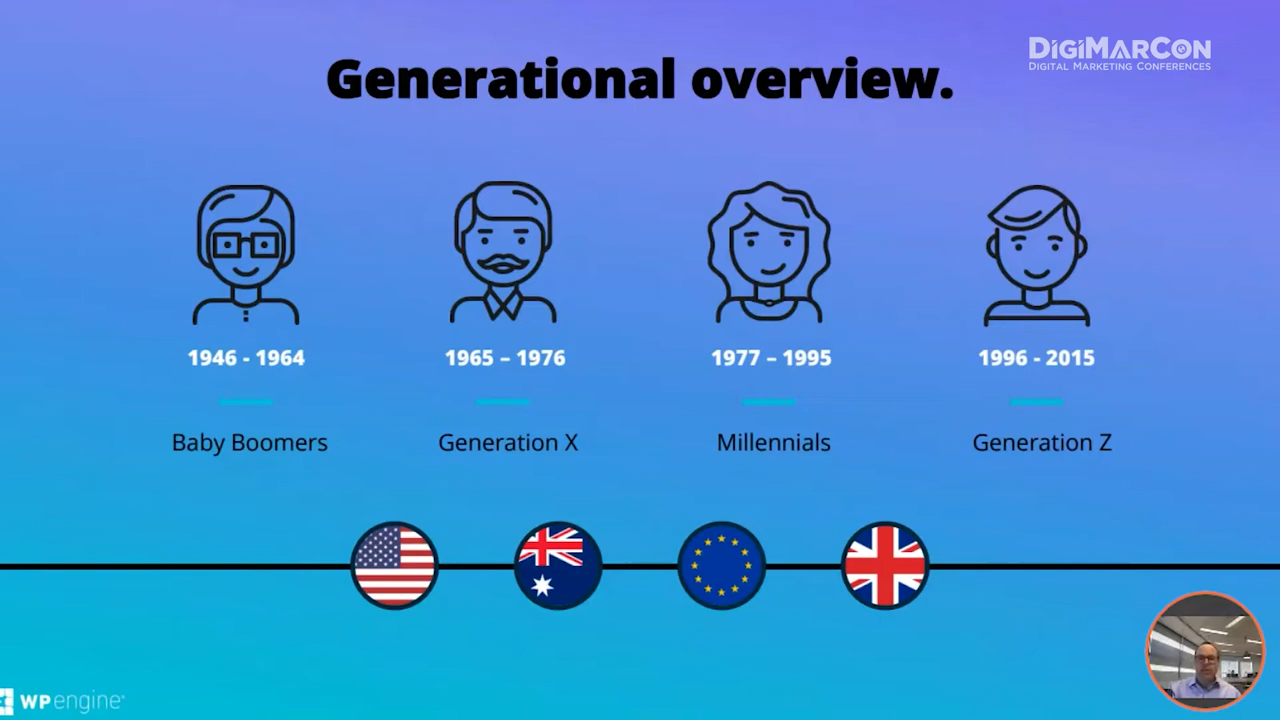 DIGIMARCON
DIGITAL MARKETING CONFERENCES
Generational overview.
1946 - 1964
1965 – 1976
1977 – 1995
1996 - 2015
Baby Boomers
Generation X
Millennials
Generation Z
WP engine®